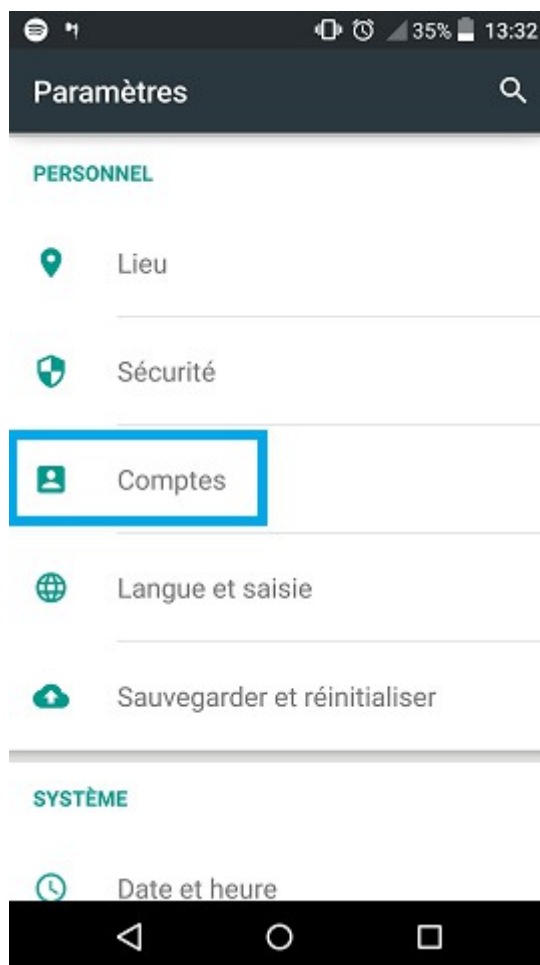 35% 13:32
Paramètres
PERSONNEL
Lieu
Sécurité
Comptes
Langue et saisie
Sauvegarder et réinitialiser
SYSTÈME
Date et heure